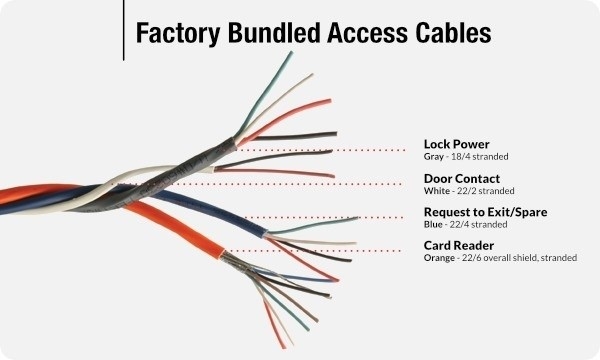 Factory Bundled Access Cables
Lock Power
Gray - 18/4 stranded
Door Contact
White - 22/2 stranded
Request to Exit/Spare
Blue - 22/4 stranded
Card Reader
Orange - 22/6 overall shield, stranded